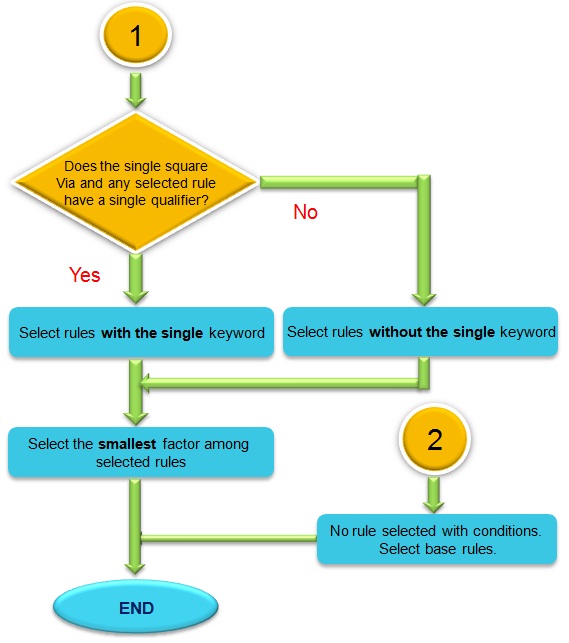 1
Does the single square
Via and any selected rule
have a single qualifier?
No
Yes
Select rules with the single keyword
Select rules without the single keyword
Select the smallest factor among
selected rules
2
No rule selected with conditions.
Select base rules.
END